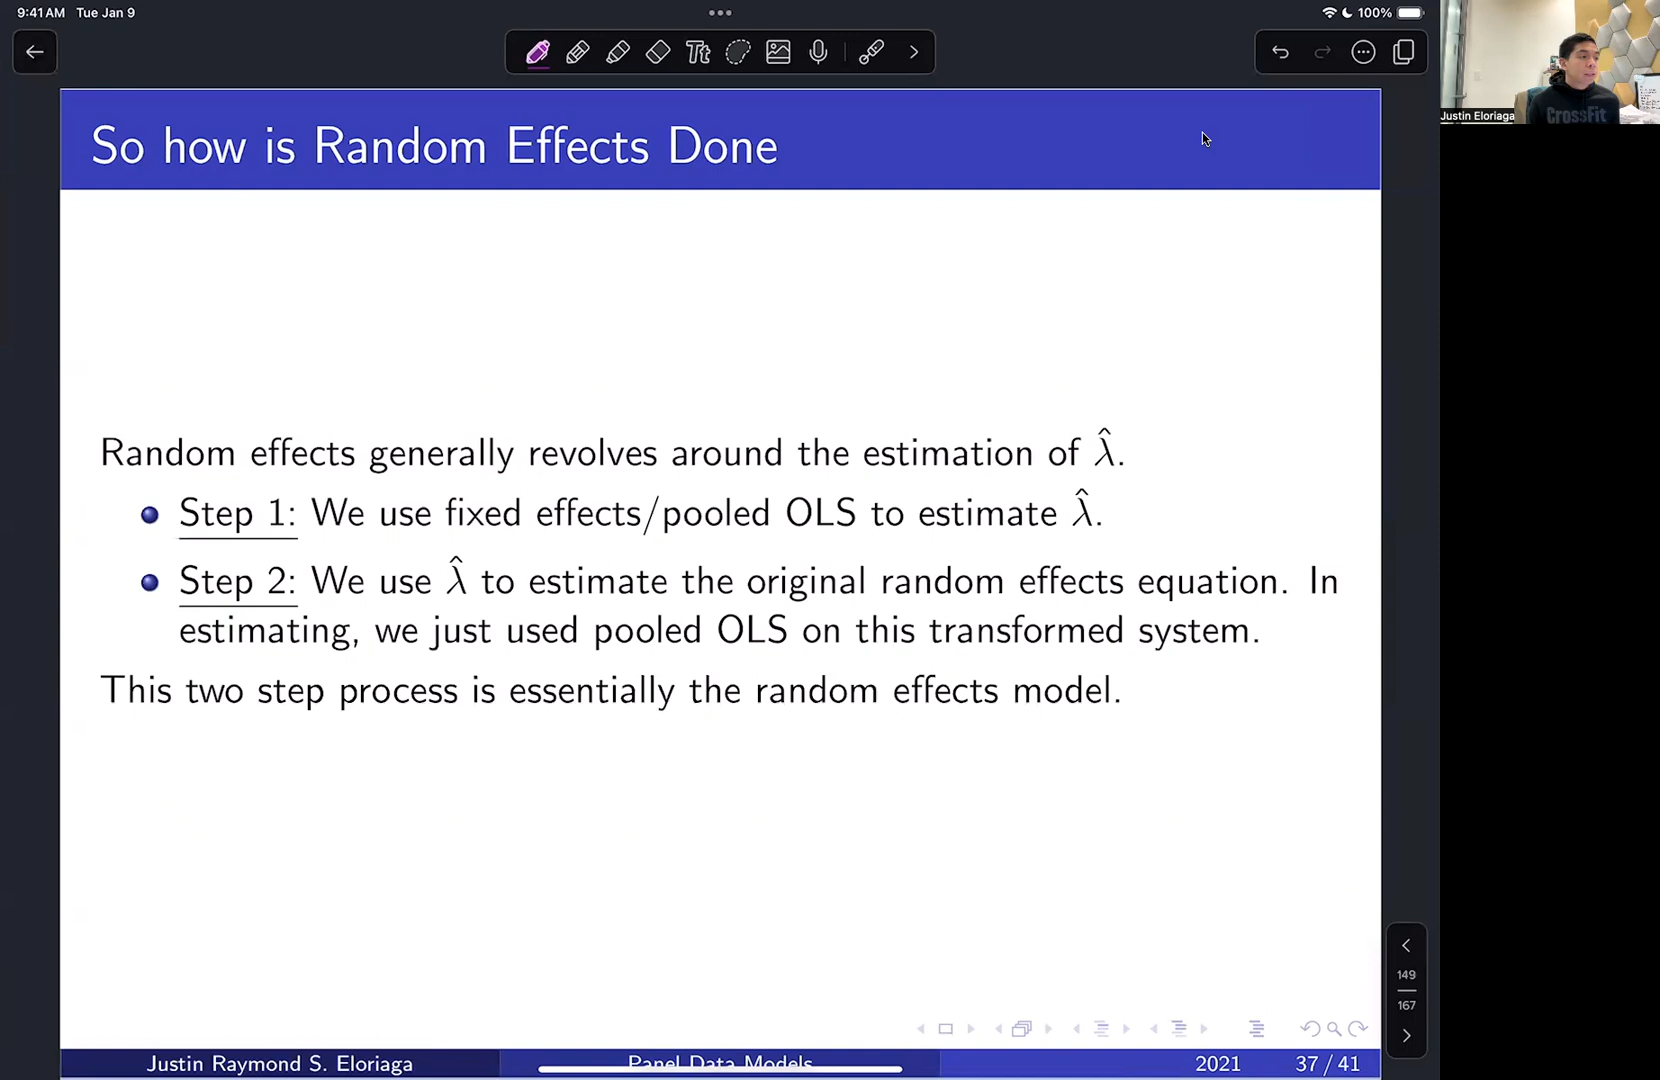 9:41AM Tue Jan 9
100%
Tt
So how is Random Effects Done
CrossFit
Justin Eloriaga
Random effects generally revolves around the estimation of λ̂.
Step 1: We use fixed effects/pooled OLS to estimate λ̂.
Step 2: We use λ̂ to estimate the original random effects equation. In
estimating, we just used pooled OLS on this transformed system.
This two step process is essentially the random effects model.
149
167
Justin Raymond S. Eloriaga
Panel Data Models
2021
37 / 41